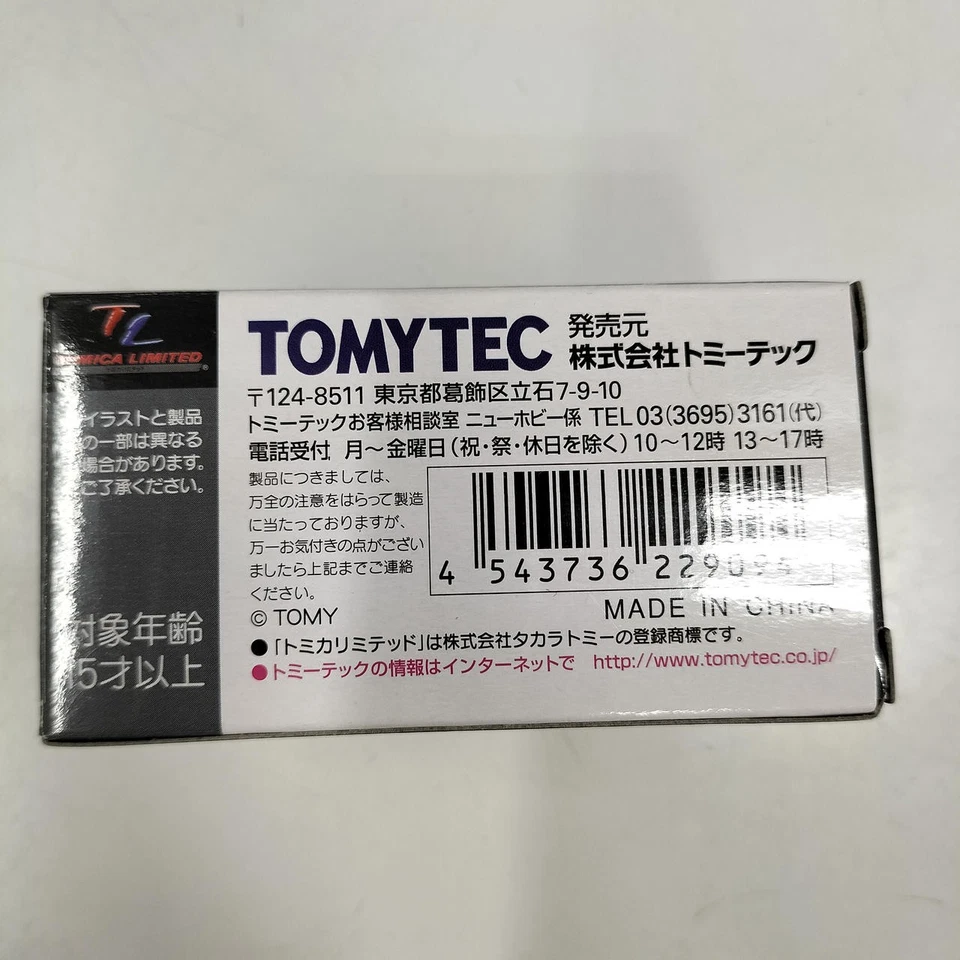 TL
TOMICA LIMITED
イラストと製品
の一部は異なる
場合があります。
ご了承ください。
対象年齢
15才以上
TOMYTEC
発売元
株式会社トミーテック
〒124-8511 東京都葛飾区立石7-9-10
トミーテックお客様相談室 ニューホビー係 TEL 03(3695)3161(代)
電話受付 月～金曜日(祝・祭・休日を除く) 10～12時 13～17時
製品につきましては、
万全の注意をはらって製造
に当たっておりますが、
万一お気付きの点がござい
ましたら上記までご連絡
ください。
© TOMY
4 543736 229094
MADE IN CHINA
●「トミカリミテッド」は株式会社タカラトミーの登録商標です。
●トミーテックの情報はインターネットで http://www.tomytec.co.jp/